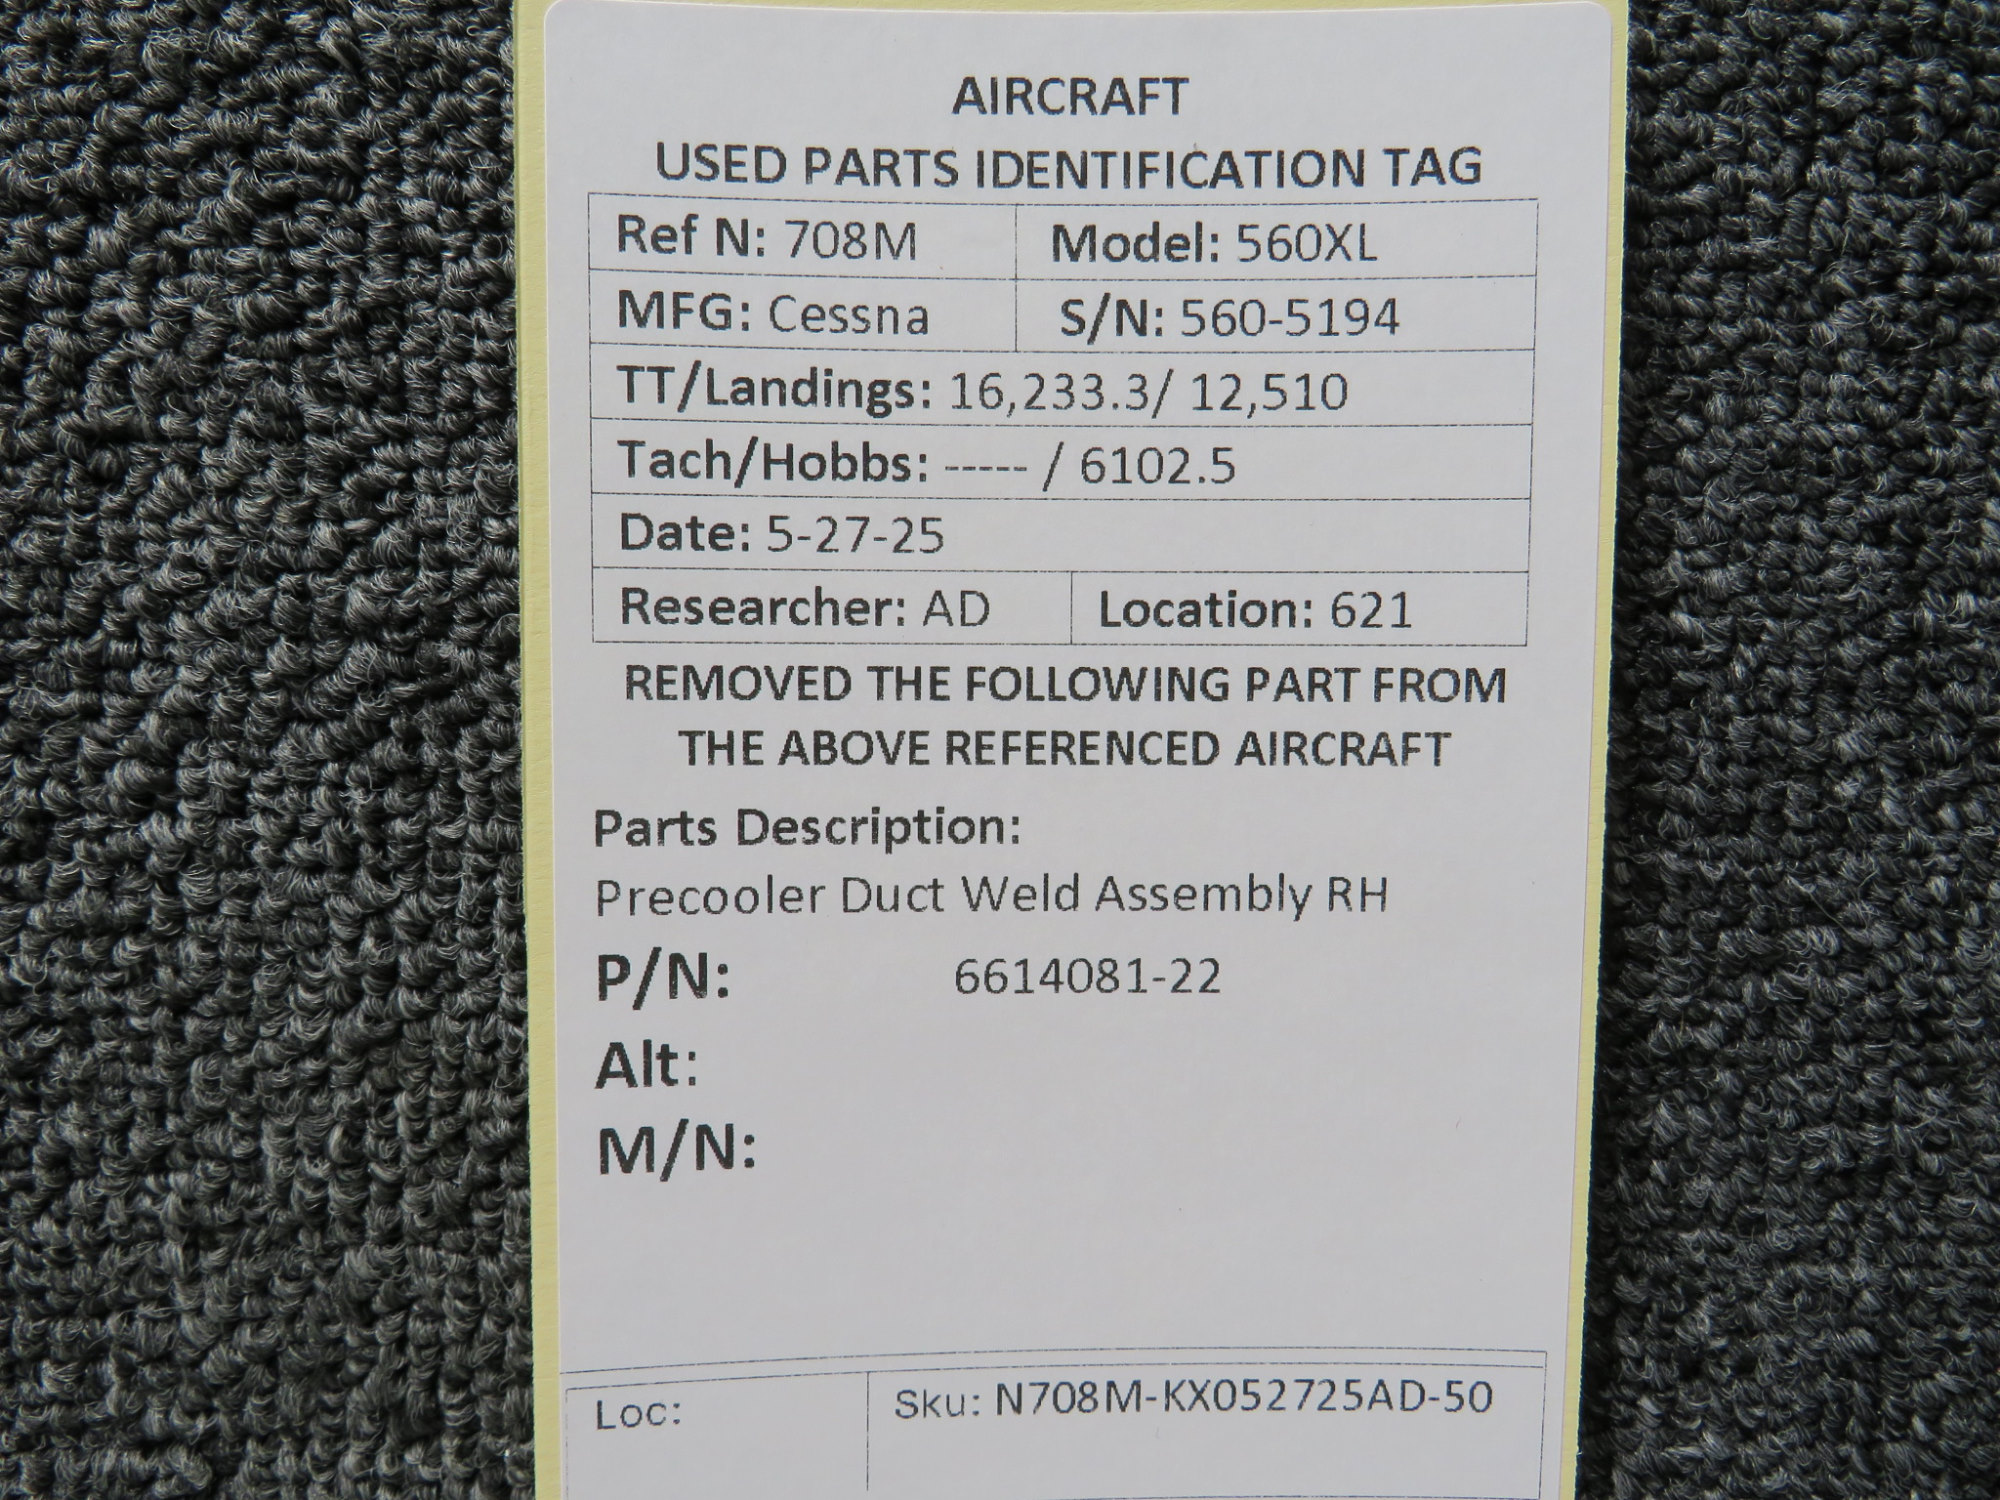 AIRCRAFT
USED PARTS IDENTIFICATION TAG
Ref N: 708M Model: 560XL
MFG: Cessna S/N: 560-5194
TT/Landings: 16,233.3/ 12,510
Tach/Hobbs: ----- / 6102.5
Date: 5-27-25
Researcher: AD Location: 621
REMOVED THE FOLLOWING PART FROM
THE ABOVE REFERENCED AIRCRAFT
Parts Description:
Precooler Duct Weld Assembly RH
P/N: 6614081-22
Alt:
M/N:
Loc: Sku: N708M-KX052725AD-50